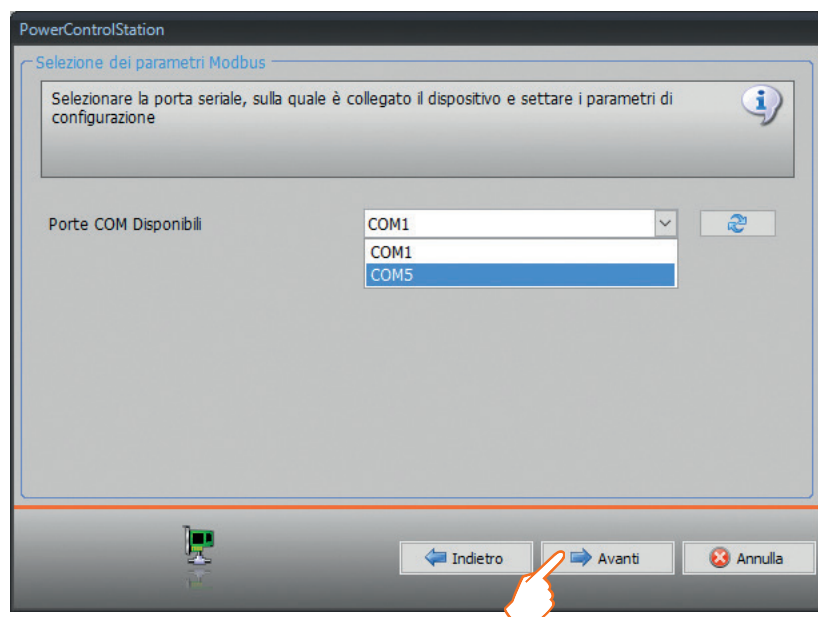 PowerControlStation
Selezione dei parametri Modbus
Selezionare la porta seriale, sulla quale è collegato il dispositivo e settare i parametri di
configurazione
Porte COM Disponibili
COM1
COM1
COM5
Indietro
Avanti
Annulla